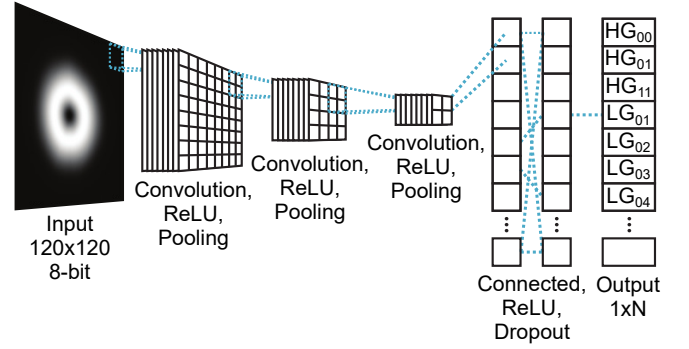 Input
120x120
8-bit
Convolution,
ReLU,
Pooling
Convolution,
ReLU,
Pooling
Convolution,
ReLU,
Pooling
Connected,
ReLU,
Dropout
HG₀₀
HG₀₁
HG₁₁
LG₀₁
LG₀₂
LG₀₃
LG₀₄
Output
1xN